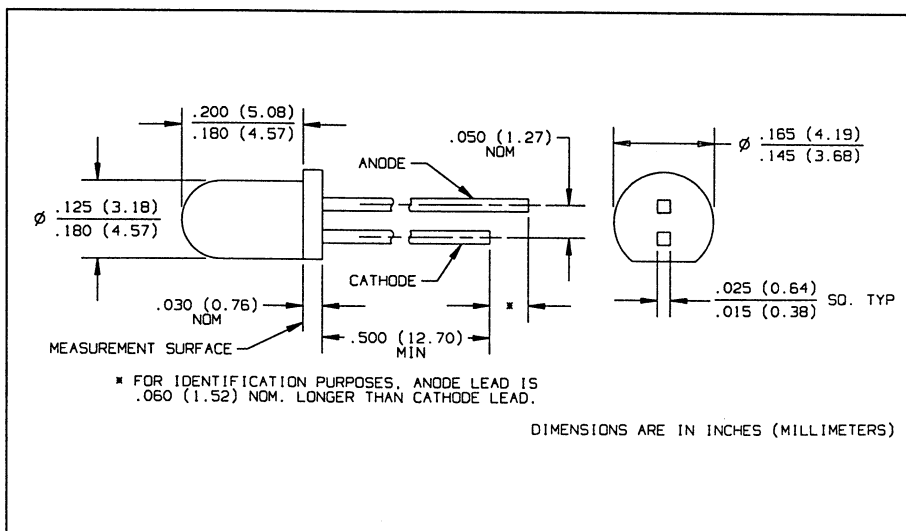 .200 (5.08)
.180 (4.57)
.050 (1.27)
NOM
ANODE
Ø .165 (4.19)
.145 (3.68)
Ø .125 (3.18)
.180 (4.57)
CATHODE
.030 (0.76)
NOM
*
.025 (0.64) SQ. TYP
.015 (0.38)
.500 (12.70)
MIN
MEASUREMENT SURFACE
* FOR IDENTIFICATION PURPOSES, ANODE LEAD IS
.060 (1.52) NOM. LONGER THAN CATHODE LEAD.
DIMENSIONS ARE IN INCHES (MILLIMETERS)